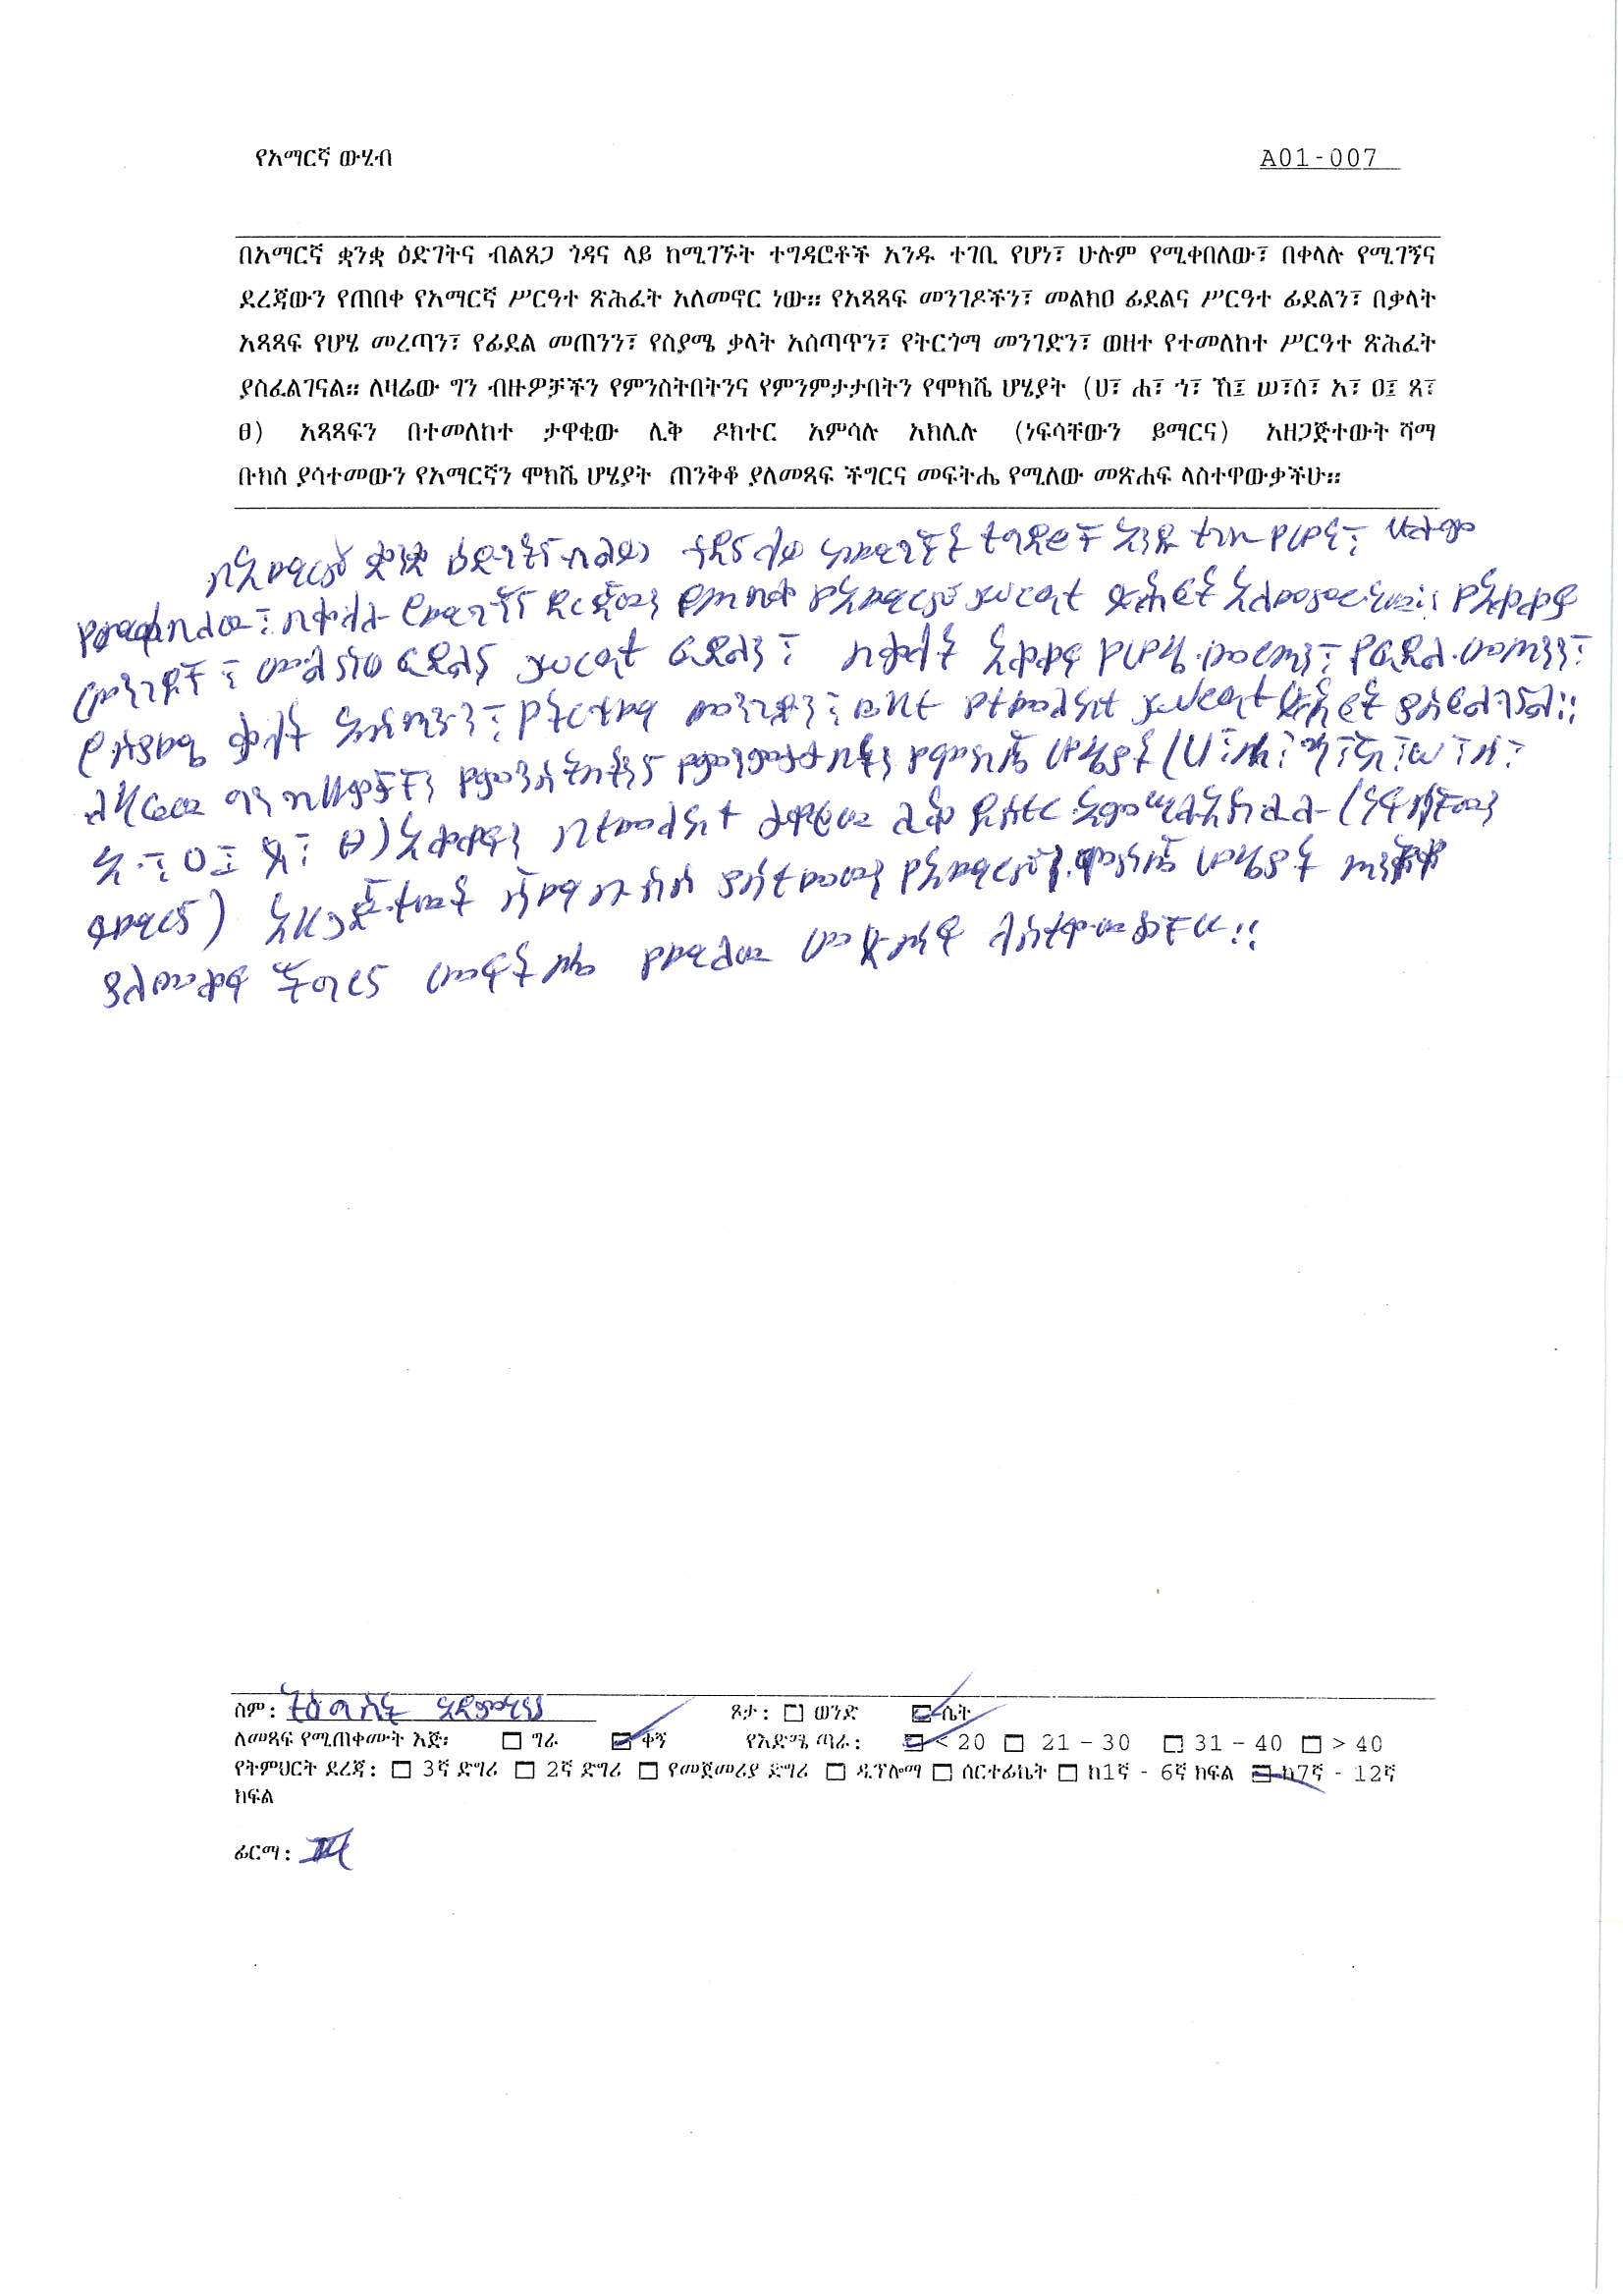 የአማርኛ ውሂብ A01-007
በአማርኛ ቋንቋ ዕድገትና ብልጸጋ ጎዳና ላይ ከሚገኙት ተግዳሮቶች አንዱ ተገቢ የሆነ፣ ሁሉም የሚቀበለው፣ በቀላሉ የሚገኝና
ደረጃውን የጠበቀ የአማርኛ ሥርዓተ ጽሕፈት አለመኖር ነው። የአጻጻፍ መንገዶችን፣ መልክዐ ፊደልና ሥርዓተ ፊደልን፣ በቃላት
አጻጻፍ የሆሄ መረጣን፣ የፊደል መጠንን፣ የስያሜ ቃላት አሰጣጥን፣ የትርጎማ መንገድን፣ ወዘተ የተመለከተ ሥርዓተ ጽሕፈት
ያስፈልገናል። ለዛሬው ግን ብዙዎቻችን የምንስትበትንና የምንምታታበትን የሞክሼ ሆሄያት (ሀ፣ ሐ፣ ኀ፣ ኸ፤ ሠ፣ሰ፣ አ፣ ዐ፤ ጸ፣
ፀ) አጻጻፍን በተመለከተ ታዋቂው ሊቅ ዶክተር አምሳሉ አክሊሉ (ነፍሳቸውን ይማርና) አዘጋጅተውት ሻማ
ቡክስ ያሳተመውን የአማርኛን ሞክሼ ሆሄያት ጠንቅቆ ያለመጻፍ ችግርና መፍትሔ የሚለው መጽሐፍ ላስተዋውቃችሁ።
በአማርኛ ቋንቋ ዕድገትና ብልጸጋ ጎዳና ላይ ከሚገኙት ተግዳሮቶች አንዱ ተገቢ የሆነ፣ ሁሉም
የሚቀበለው፣ በቀላሉ የሚገኝና ደረጃውን የጠበቀ የአማርኛ ሥርዓት ጽሕፈት አለመኖር ነው። የአጻጻፍ
መንገዶች፣ መልክዐ ፊደልና ሥርዓት ፊደልን፣ በቃላት አጻጻፍ የሆሄ መረጣን፣ የፊደል መጠንን፣
የስያሜ ቃላት አሰጣጥን፣ የትርጎማ መንገድን፣ ወዘተ የተመለከተ ሥርዓት ጽሕፈት ያስፈልገናል።
ለዛሬው ግን ብዙዎቻችን የምንስትበትንና የምንምታታበትን የሞክሼ ሆሄያት (ሀ፣ ሐ፣ ኀ፣ ኸ፣ ሠ፣ ሰ፣
አ፣ ዐ፤ ጸ፣ ፀ) አጻጻፍን በተመለከተ ታዋቂው ሊቅ ዶክተር አምሳሉ አክሊሉ (ነፍሳቸውን
ይማርና) አዘጋጅተውት ሻማ ቡክስ ያሳተመውን የአማርኛን ሞክሼ ሆሄያት ጠንቅቆ
ያለመጻፍ ችግርና መፍትሔ የሚለው መጽሐፍ ላስተዋውቃችሁ።
ስም: ትዕግስት ጾታ: ወንድ ሴት
ለመጻፍ የሚጠቀሙት እጅ፡ ግራ ቀኝ የእድሜ ጣራ: < 20 21 – 30 31 – 40 > 40
የትምህርት ደረጃ: 3ኛ ድግሪ 2ኛ ድግሪ የመጀመሪያ ድግሪ ዲፕሎማ ሰርተፊኬት ከ1ኛ - 6ኛ ክፍል ከ7ኛ - 12ኛ
ክፍል
ፊርማ: